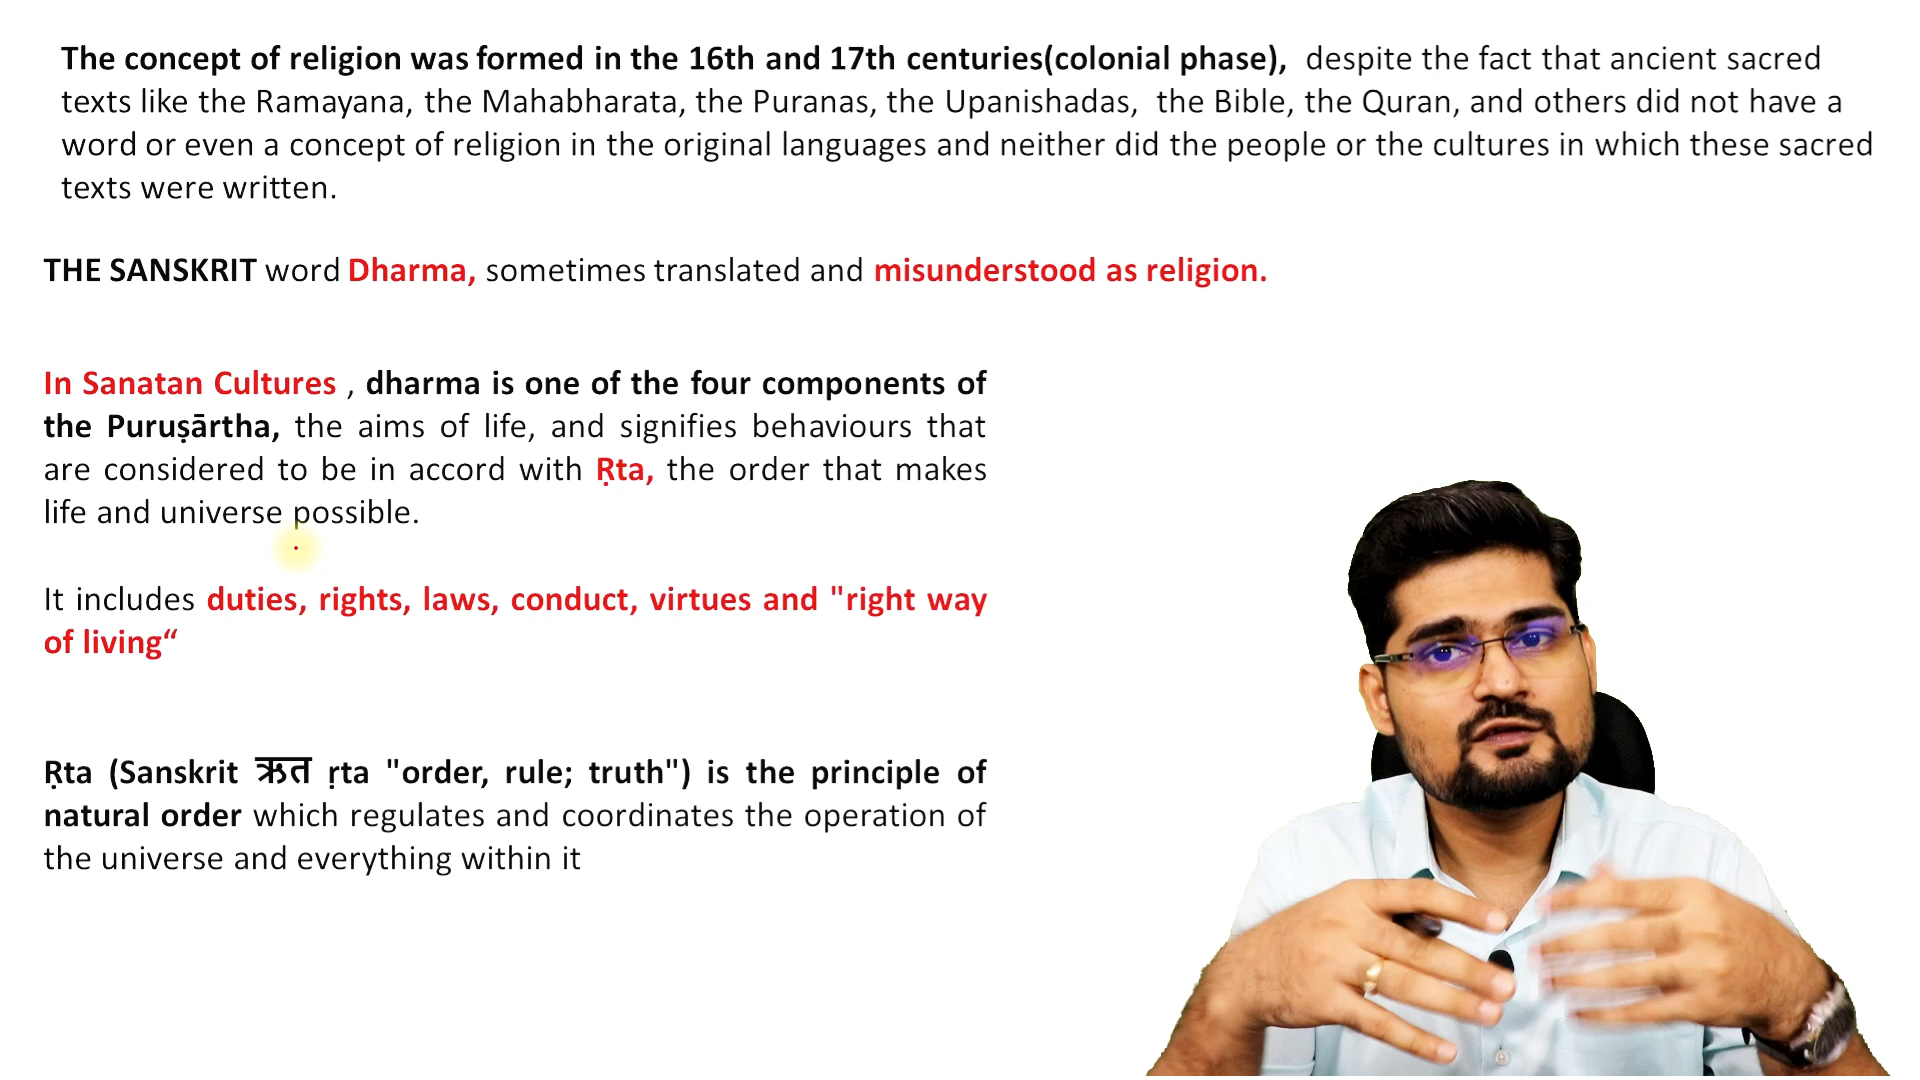 The concept of religion was formed in the 16th and 17th centuries(colonial phase), despite the fact that ancient sacred
texts like the Ramayana, the Mahabharata, the Puranas, the Upanishadas, the Bible, the Quran, and others did not have a
word or even a concept of religion in the original languages and neither did the people or the cultures in which these sacred
texts were written.
THE SANSKRIT word Dharma, sometimes translated and misunderstood as religion.
In Sanatan Cultures , dharma is one of the four components of
the Puruṣārtha, the aims of life, and signifies behaviours that
are considered to be in accord with Ṛta, the order that makes
life and universe possible.
It includes duties, rights, laws, conduct, virtues and "right way
of living“
Ṛta (Sanskrit ऋत ṛta "order, rule; truth") is the principle of
natural order which regulates and coordinates the operation of
the universe and everything within it